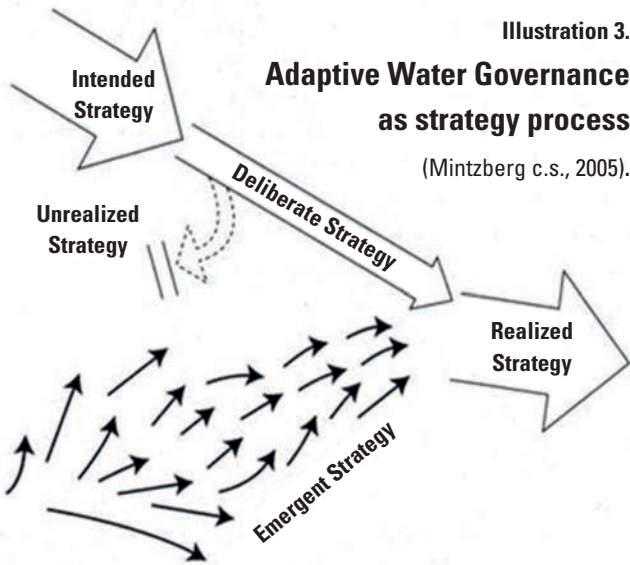 Illustration 3.
Adaptive Water Governance
as strategy process
(Mintzberg c.s., 2005).
Intended
Strategy
Deliberate Strategy
Unrealized
Strategy
Realized
Strategy
Emergent Strategy